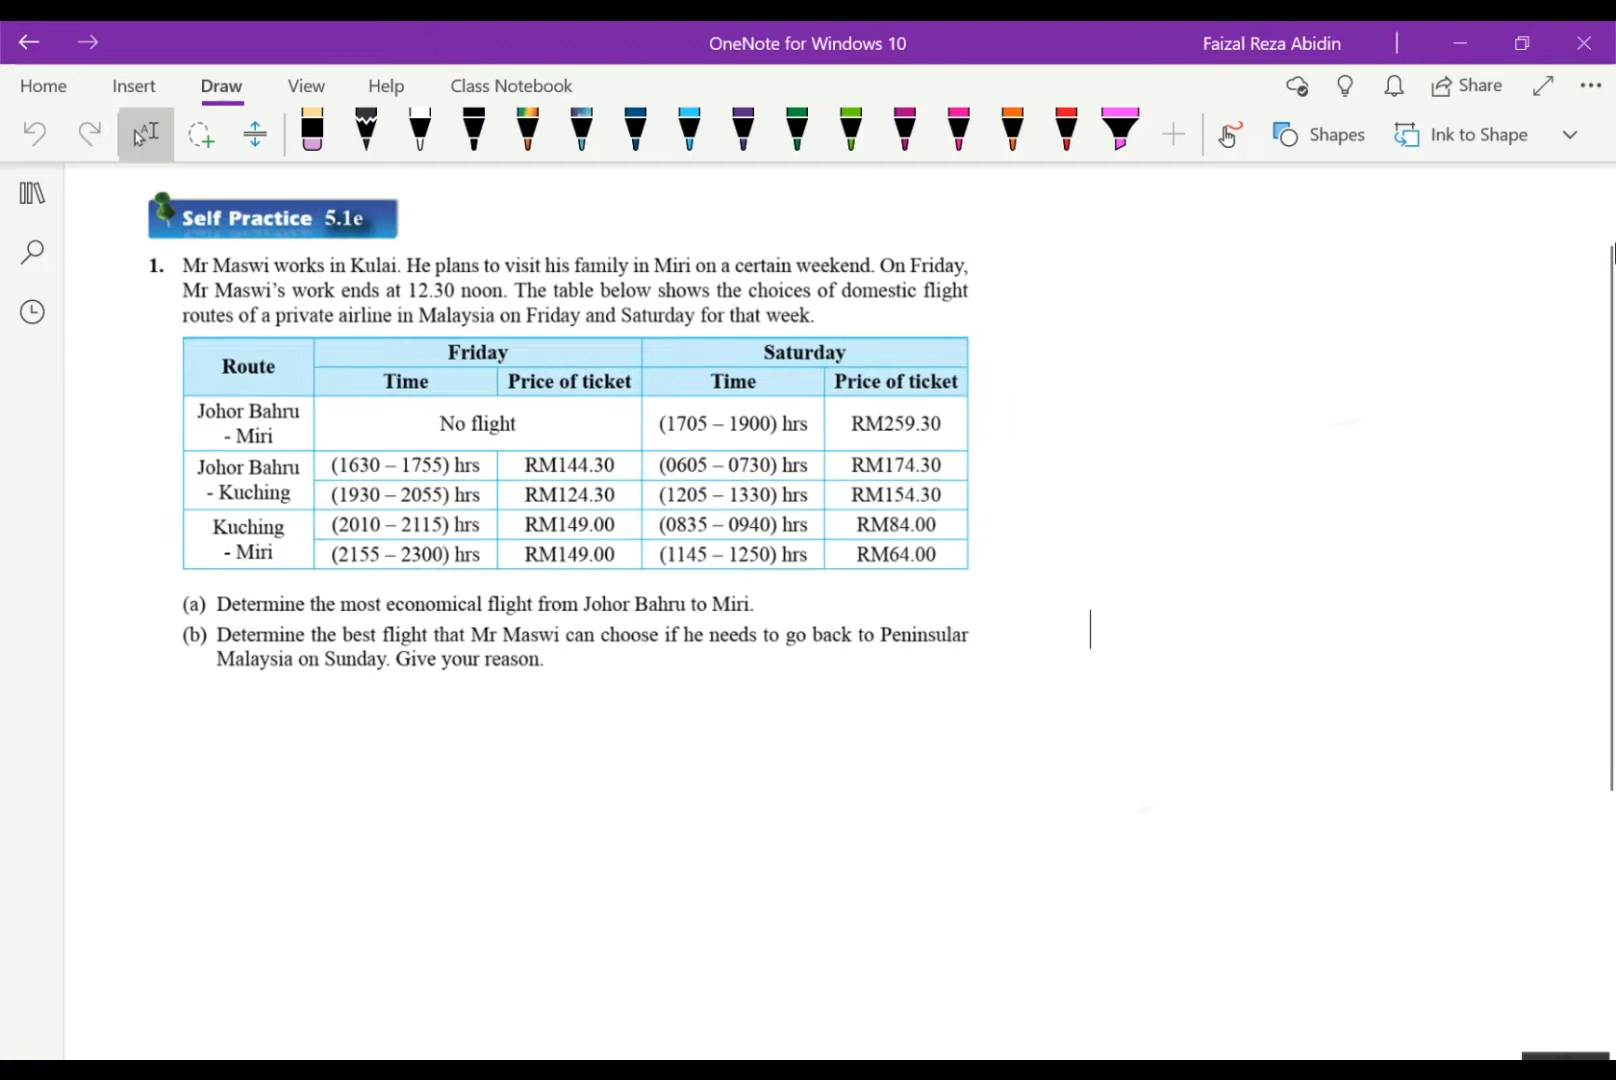 OneNote for Windows 10
Faizal Reza Abidin
Home Insert Draw View Help Class Notebook Share
Shapes Ink to Shape
Self Practice 5.1e
1. Mr Maswi works in Kulai. He plans to visit his family in Miri on a certain weekend. On Friday,
Mr Maswi's work ends at 12.30 noon. The table below shows the choices of domestic flight
routes of a private airline in Malaysia on Friday and Saturday for that week.
Route Friday Saturday
Time Price of ticket Time Price of ticket
Johor Bahru - Miri No flight (1705 – 1900) hrs RM259.30
Johor Bahru - Kuching (1630 – 1755) hrs RM144.30 (0605 – 0730) hrs RM174.30
(1930 – 2055) hrs RM124.30 (1205 – 1330) hrs RM154.30
Kuching - Miri (2010 – 2115) hrs RM149.00 (0835 – 0940) hrs RM84.00
(2155 – 2300) hrs RM149.00 (1145 – 1250) hrs RM64.00
(a) Determine the most economical flight from Johor Bahru to Miri.
(b) Determine the best flight that Mr Maswi can choose if he needs to go back to Peninsular
Malaysia on Sunday. Give your reason.